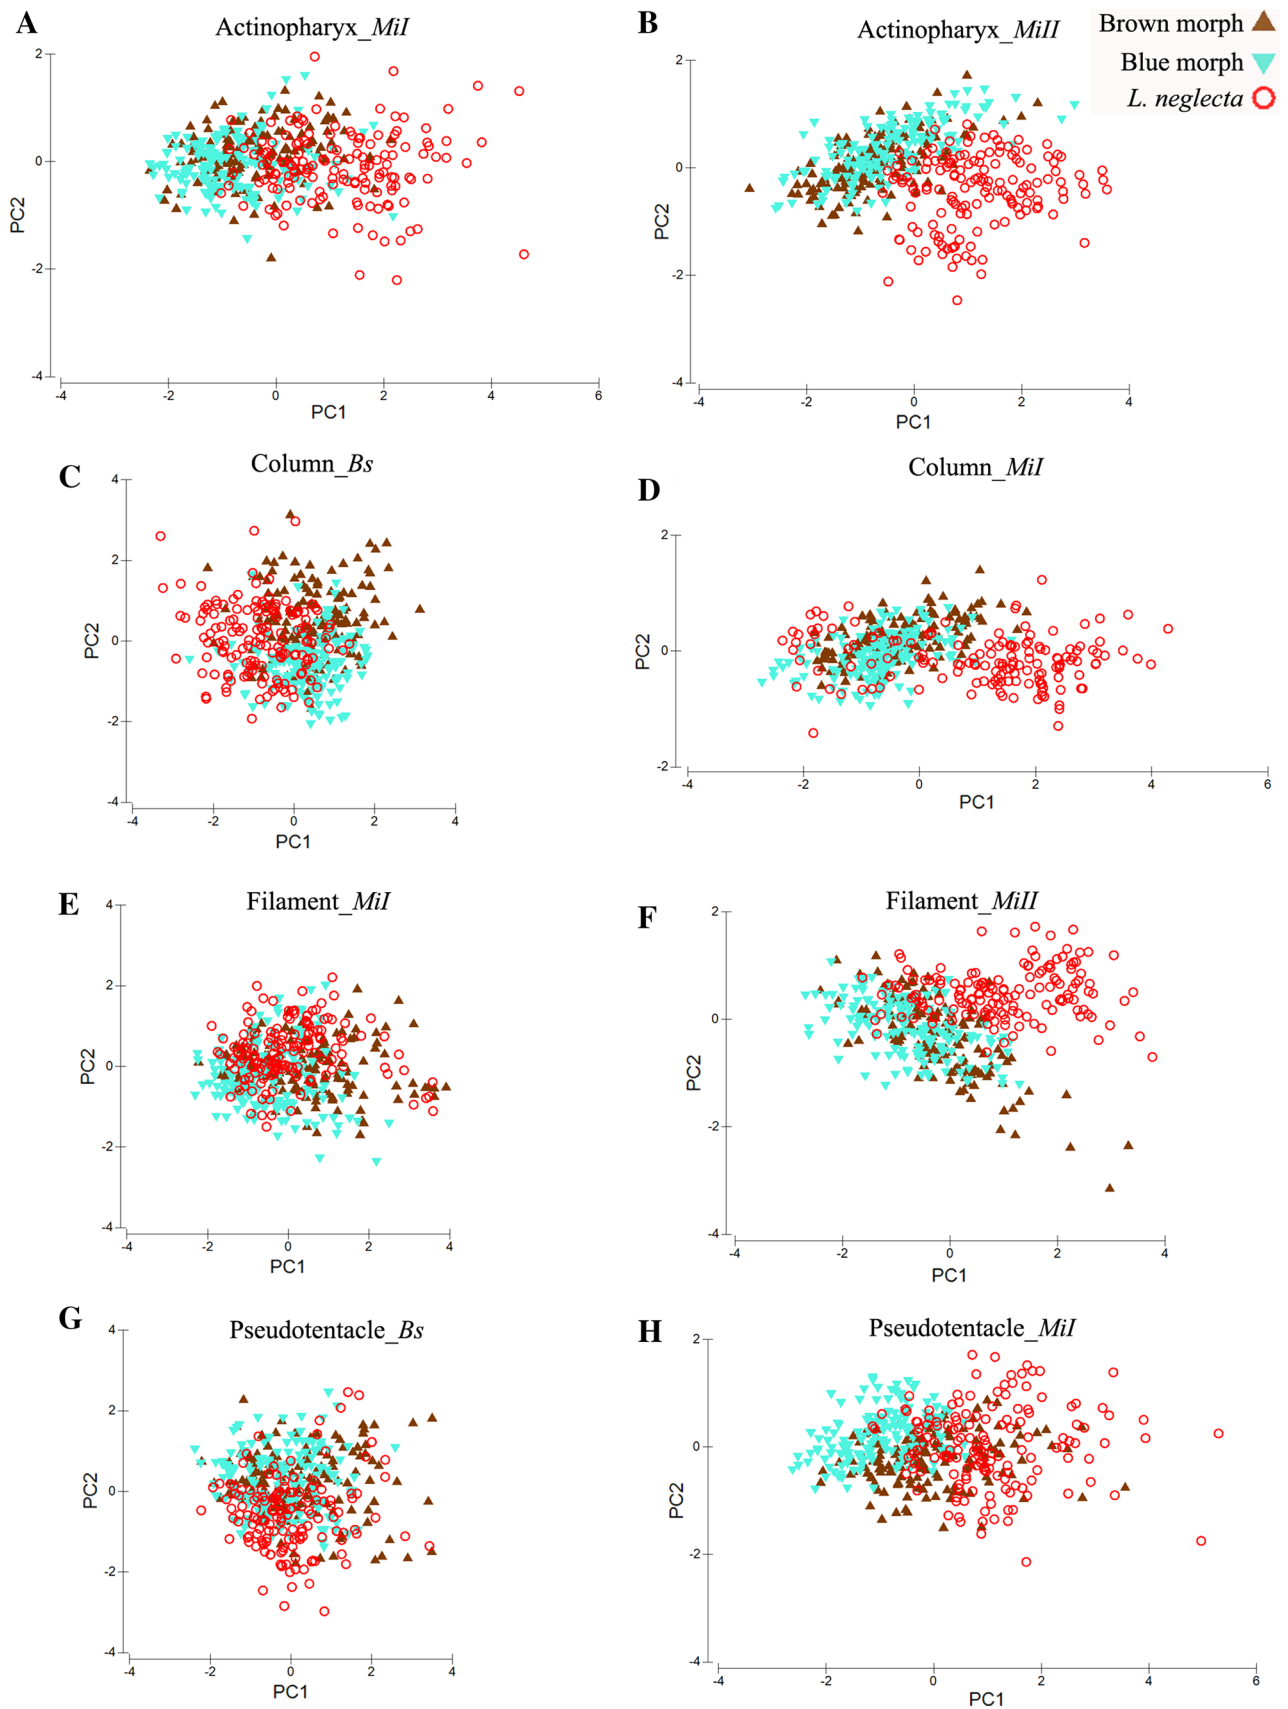 A
Actinopharyx_MiI
B
Actinopharyx_MiII
Brown morph
Blue morph
L. neglecta
2
0
-2
-4
PC2
-4
-2
0
2
4
6
PC1
2
0
-2
-4
PC2
-4
-2
0
2
4
PC1
C
Column_Bs
4
2
0
-2
-4
PC2
-4
-2
0
2
4
PC1
D
Column_MiI
2
0
-2
PC2
-4
-2
0
2
4
6
PC1
E
Filament_MiI
4
2
0
-2
-4
PC2
-4
-2
0
2
4
PC1
F
Filament_MiII
2
0
-2
-4
PC2
-4
-2
0
2
4
PC1
G
Pseudotentacle_Bs
4
2
0
-2
-4
PC2
-4
-2
0
2
4
PC1
H
Pseudotentacle_MiI
2
0
-2
-4
PC2
-4
-2
0
2
4
6
PC1